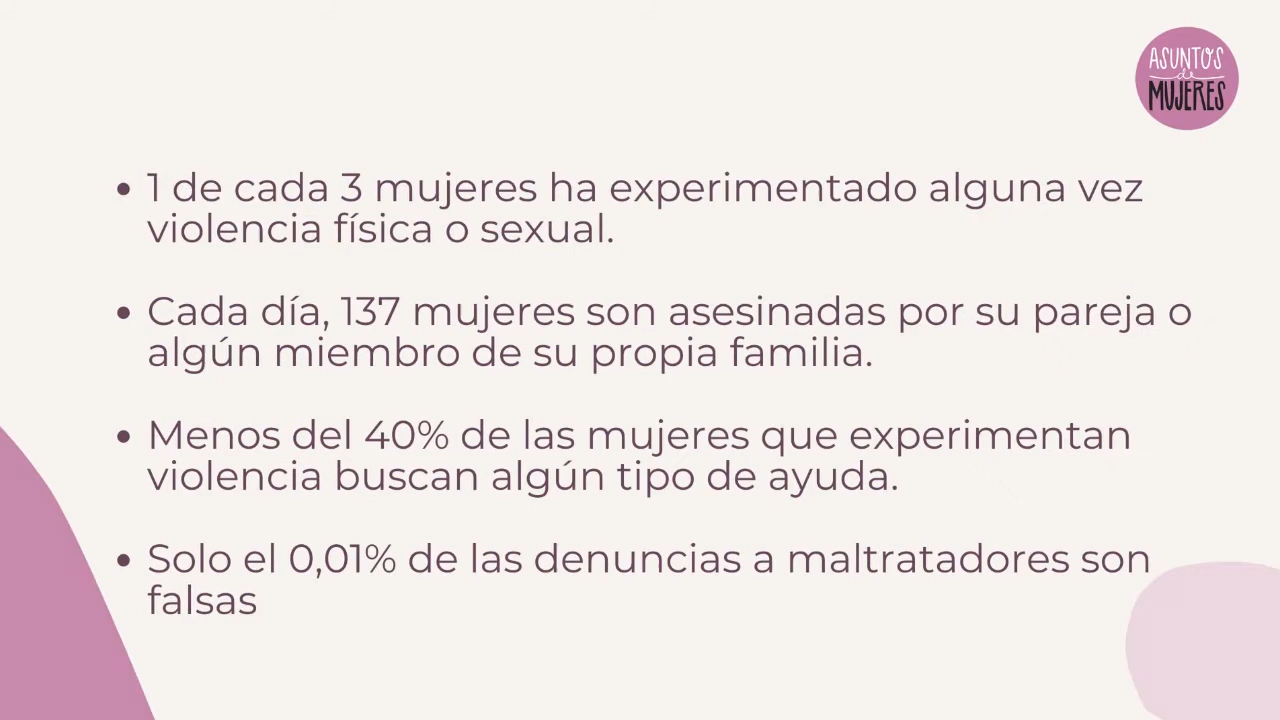 ASUNTOS
de
MUJERES
• 1 de cada 3 mujeres ha experimentado alguna vez
violencia física o sexual.
• Cada día, 137 mujeres son asesinadas por su pareja o
algún miembro de su propia familia.
• Menos del 40% de las mujeres que experimentan
violencia buscan algún tipo de ayuda.
• Solo el 0,01% de las denuncias a maltratadores son
falsas